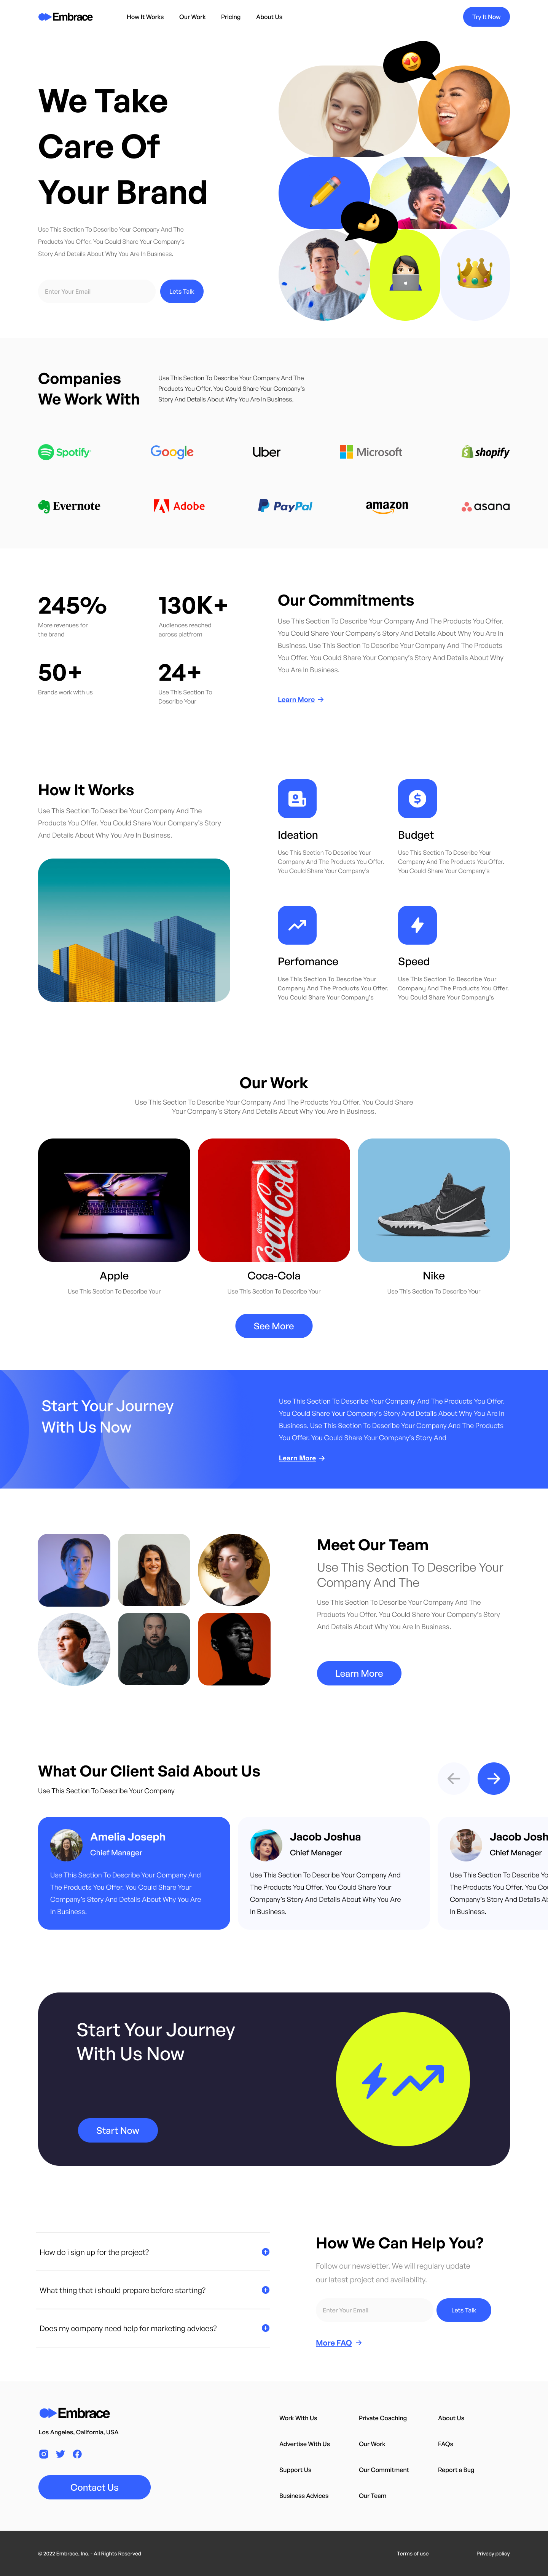 Embrace
How It Works
Our Work
Pricing
About Us
Try It Now
We Take
Care Of
Your Brand
Use This Section To Describe Your Company And The
Products You Offer. You Could Share Your Company's
Story And Details About Why You Are In Business.
Enter Your Email
Lets Talk
Companies
We Work With
Use This Section To Describe Your Company And The
Products You Offer. You Could Share Your Company's
Story And Details About Why You Are In Business.
Spotify
Google
Uber
Microsoft
shopify
Evernote
Adobe
PayPal
amazon
asana
245%
More revenues for
the brand
130K+
Audiences reached
across platfrom
50+
Brands work with us
24+
Use This Section To
Describe Your
Our Commitments
Use This Section To Describe Your Company And The Products You Offer.
You Could Share Your Company's Story And Details About Why You Are In
Business. Use This Section To Describe Your Company And The Products
You Offer. You Could Share Your Company's Story And Details About Why
You Are In Business.
Learn More
How It Works
Use This Section To Describe Your Company And The
Products You Offer. You Could Share Your Company's Story
And Details About Why You Are In Business.
Ideation
Use This Section To Describe Your
Company And The Products You Offer.
You Could Share Your Company's
Budget
Use This Section To Describe Your
Company And The Products You Offer.
You Could Share Your Company's
Perfomance
Use This Section To Describe Your
Company And The Products You Offer.
You Could Share Your Company's
Speed
Use This Section To Describe Your
Company And The Products You Offer.
You Could Share Your Company's
Our Work
Use This Section To Describe Your Company And The Products You Offer. You Could Share
Your Company's Story And Details About Why You Are In Business.
Coca-Cola
Apple
Use This Section To Describe Your
Coca-Cola
Use This Section To Describe Your
Nike
Use This Section To Describe Your
See More
Start Your Journey
With Us Now
Use This Section To Describe Your Company And The Products You Offer.
You Could Share Your Company's Story And Details About Why You Are In
Business. Use This Section To Describe Your Company And The Products
You Offer. You Could Share Your Company's Story And
Learn More
Meet Our Team
Use This Section To Describe Your
Company And The
Use This Section To Describe Your Company And The
Products You Offer. You Could Share Your Company's Story
And Details About Why You Are In Business.
Learn More
What Our Client Said About Us
Use This Section To Describe Your Company
Amelia Joseph
Chief Manager
Use This Section To Describe Your Company And
The Products You Offer. You Could Share Your
Company's Story And Details About Why You Are
In Business.
Jacob Joshua
Chief Manager
Use This Section To Describe Your Company And
The Products You Offer. You Could Share Your
Company's Story And Details About Why You Are
In Business.
Jacob Josh
Chief Manager
Use This Section To Describe Yo
The Products You Offer. You Cou
Company's Story And Details Ab
In Business.
Start Your Journey
With Us Now
Start Now
How do i sign up for the project?
What thing that i should prepare before starting?
Does my company need help for marketing advices?
How We Can Help You?
Follow our newsletter. We will regulary update
our latest project and availability.
Enter Your Email
Lets Talk
More FAQ
Embrace
Los Angeles, California, USA
Contact Us
Work With Us
Private Coaching
About Us
Advertise With Us
Our Work
FAQs
Support Us
Our Commitment
Report a Bug
Business Advices
Our Team
© 2022 Embrace, Inc. - All Rights Reserved
Terms of use
Privacy policy